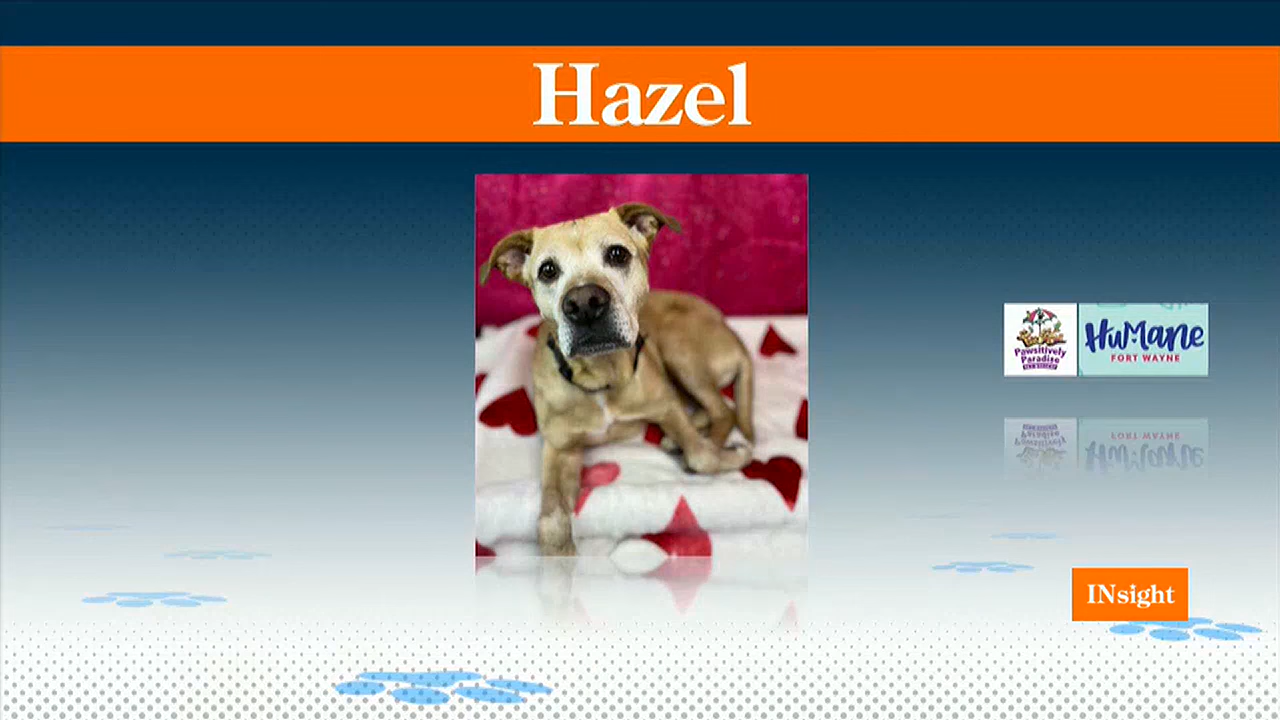 Hazel
Pawsitively
Paradise
HuMane
FORT WAYNE
INsight